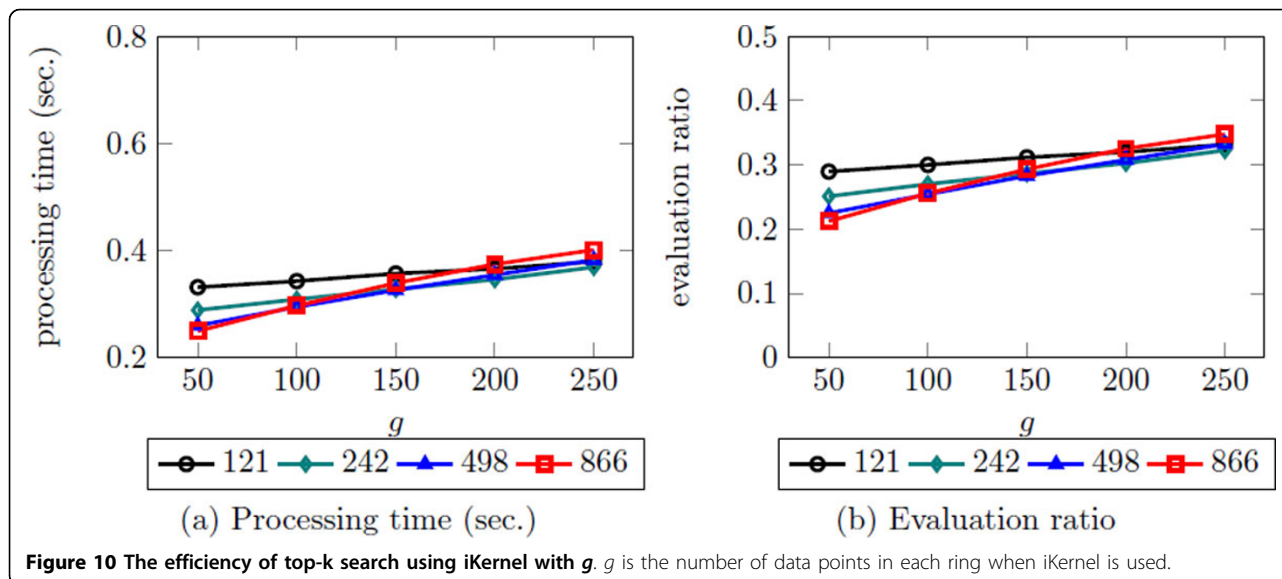 0.8
0.6
0.4
0.2
processing time (sec.)
50 100 150 200 250
g
121 242 498 866
(a) Processing time (sec.)
0.5
0.4
0.3
0.2
0.1
0
evaluation ratio
50 100 150 200 250
g
121 242 498 866
(b) Evaluation ratio
Figure 10 The efficiency of top-k search using iKernel with g. g is the number of data points in each ring when iKernel is used.